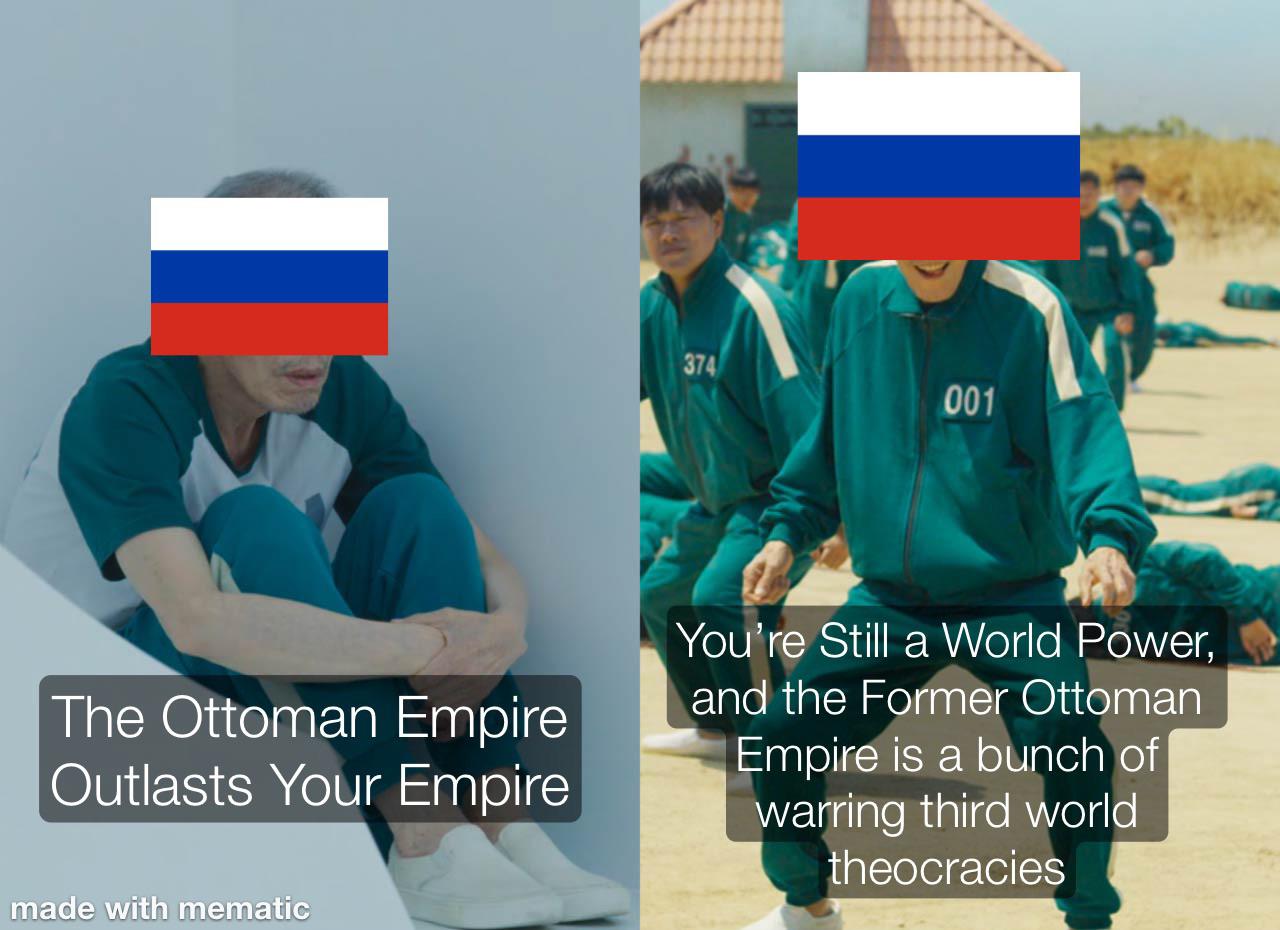 The Ottoman Empire
Outlasts Your Empire
made with mematic
374
001
You’re Still a World Power,
and the Former Ottoman
Empire is a bunch of
warring third world
theocracies